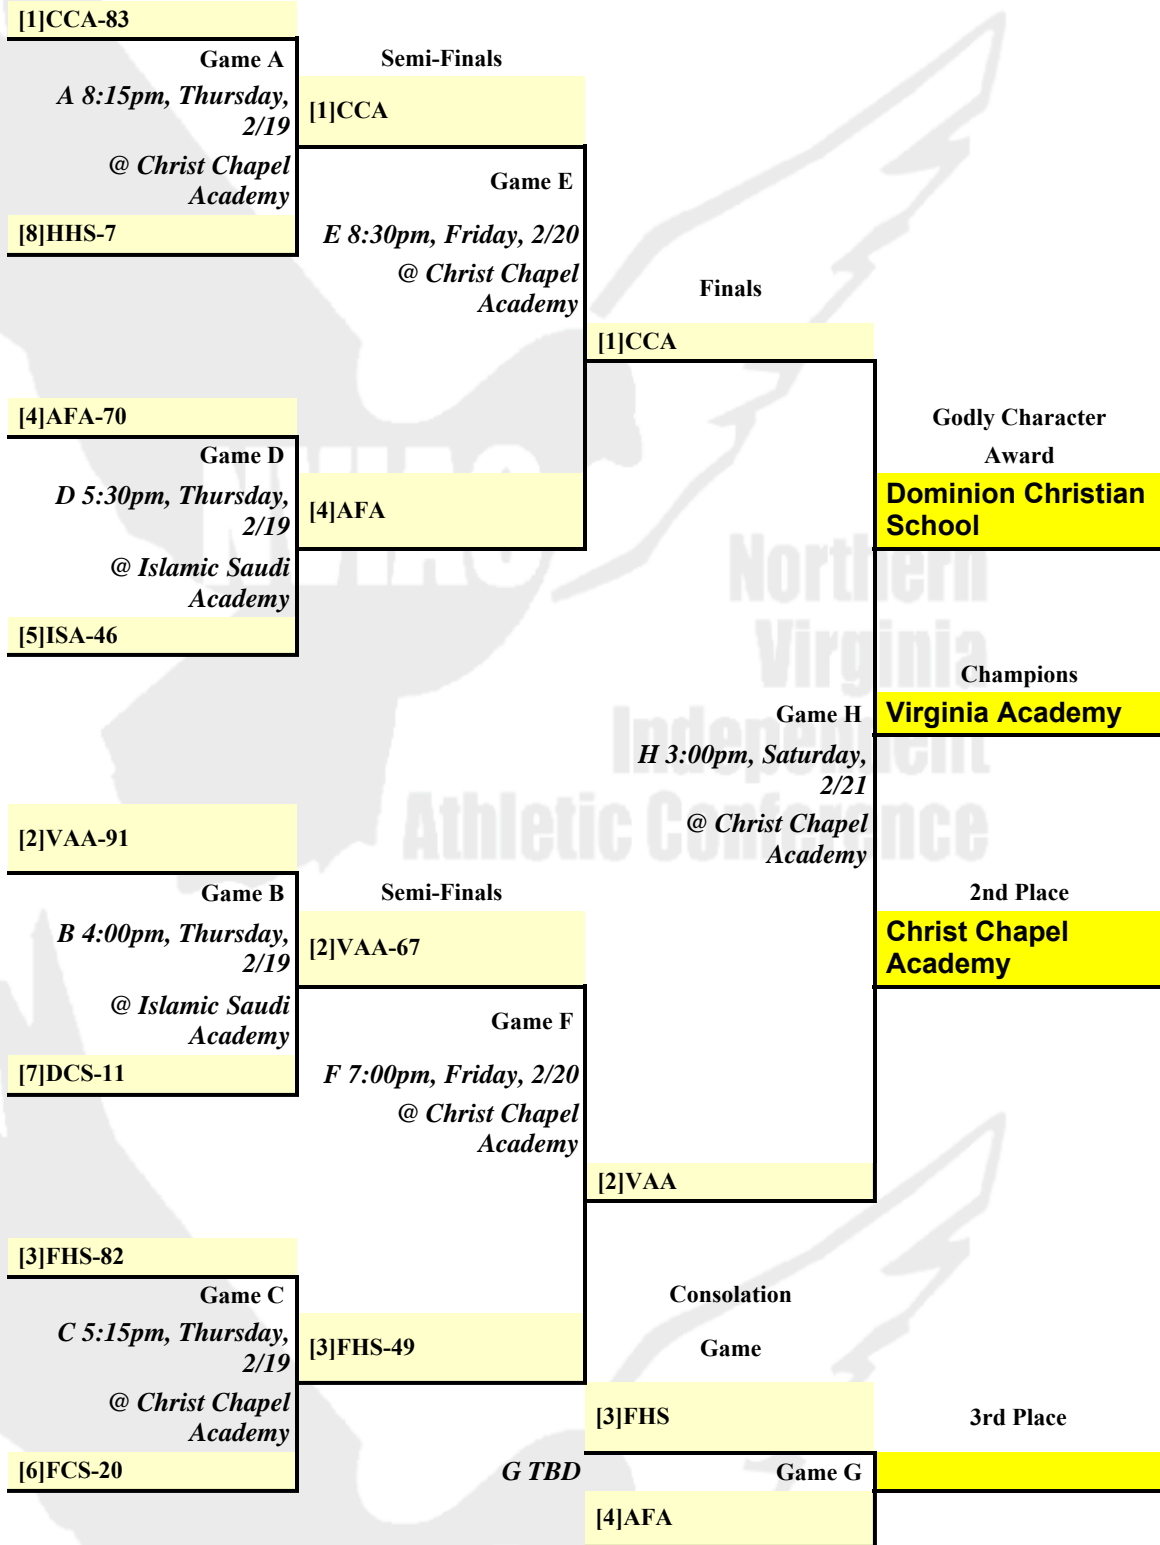 [1]CCA-83
Game A
Semi-Finals
A 8:15pm, Thursday,
2/19
[1]CCA
@ Christ Chapel
Academy
Game E
[8]HHS-7
E 8:30pm, Friday, 2/20
@ Christ Chapel
Academy
Finals
[1]CCA
[4]AFA-70
Godly Character
Award
Game D
D 5:30pm, Thursday,
2/19
[4]AFA
Dominion Christian
School
@ Islamic Saudi
Academy
[5]ISA-46
NVIAC
Northern
Virginia
Independent
Athletic Conference
Champions
Game H
Virginia Academy
H 3:00pm, Saturday,
2/21
@ Christ Chapel
Academy
[2]VAA-91
Game B
Semi-Finals
2nd Place
B 4:00pm, Thursday,
2/19
[2]VAA-67
Christ Chapel
Academy
@ Islamic Saudi
Academy
Game F
[7]DCS-11
F 7:00pm, Friday, 2/20
@ Christ Chapel
Academy
[2]VAA
[3]FHS-82
Game C
Consolation
Game
C 5:15pm, Thursday,
2/19
[3]FHS-49
@ Christ Chapel
Academy
[3]FHS
3rd Place
[6]FCS-20
G TBD
Game G
[4]AFA